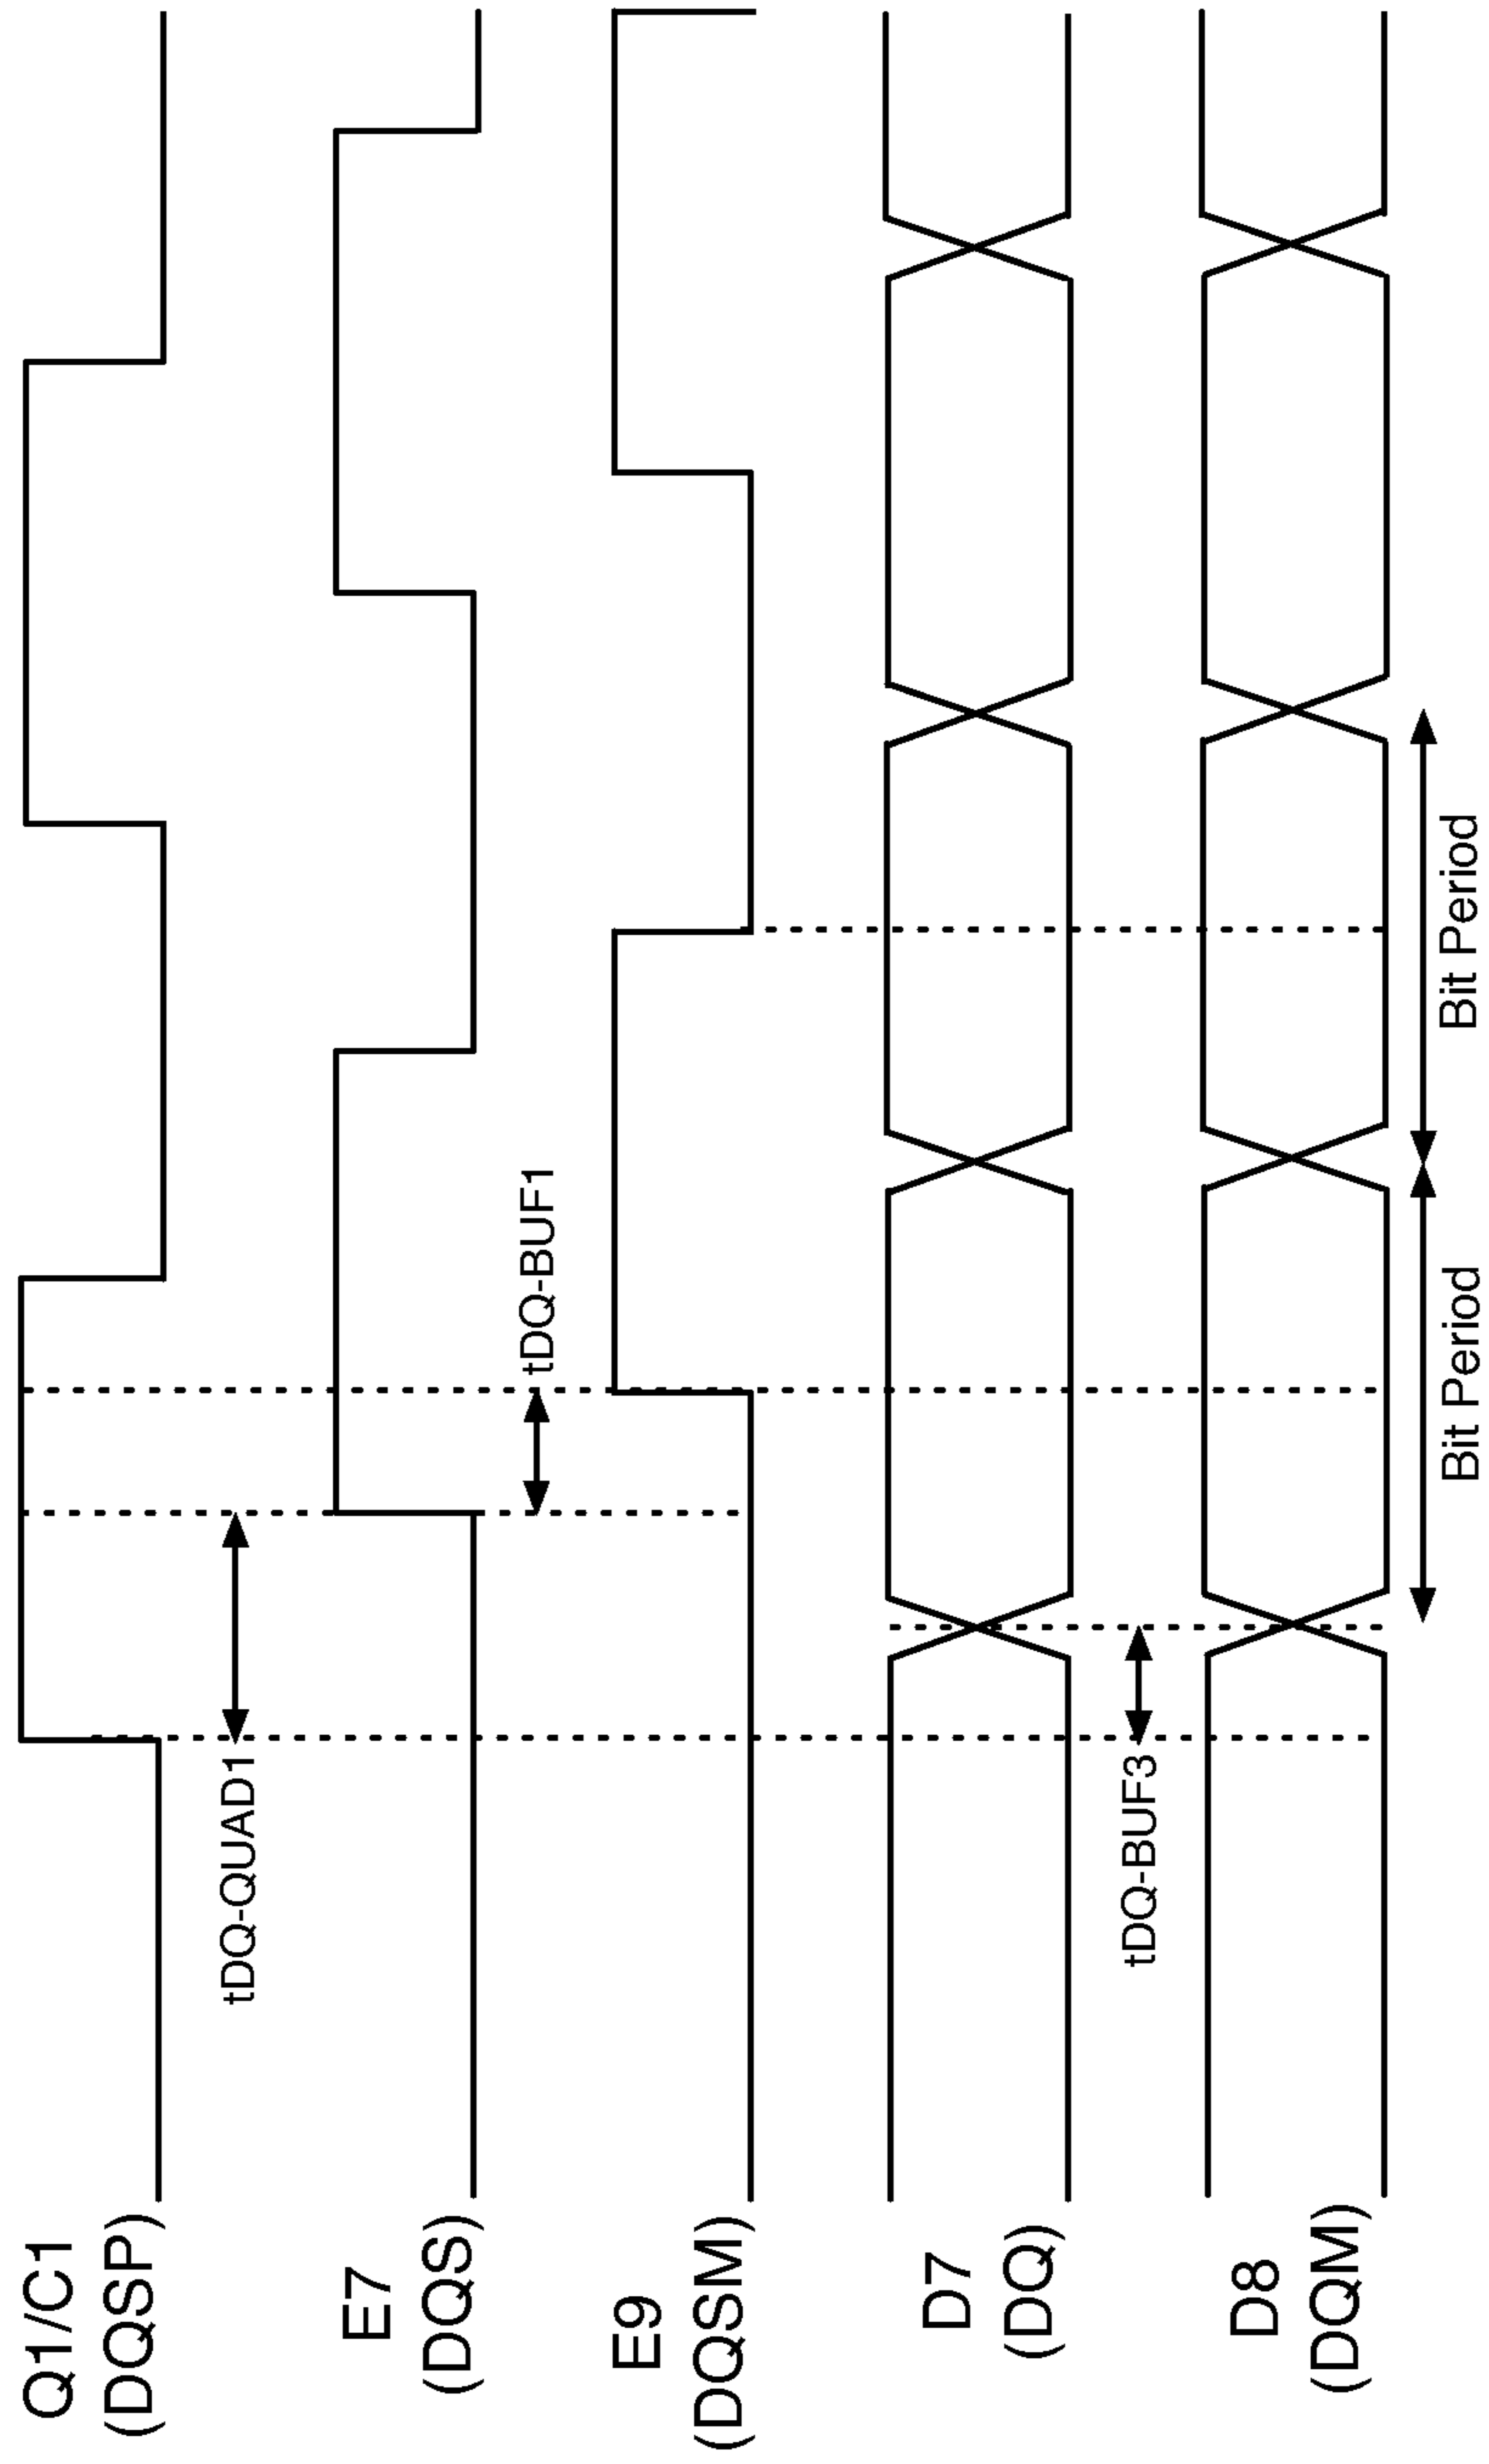 Q1/C1
(DQSP)
tDQ-QUAD1
E7
(DQS)
tDQ-BUF1
E9
(DQSM)
D7
(DQ)
tDQ-BUF3
D8
(DQM)
Bit Period
Bit Period